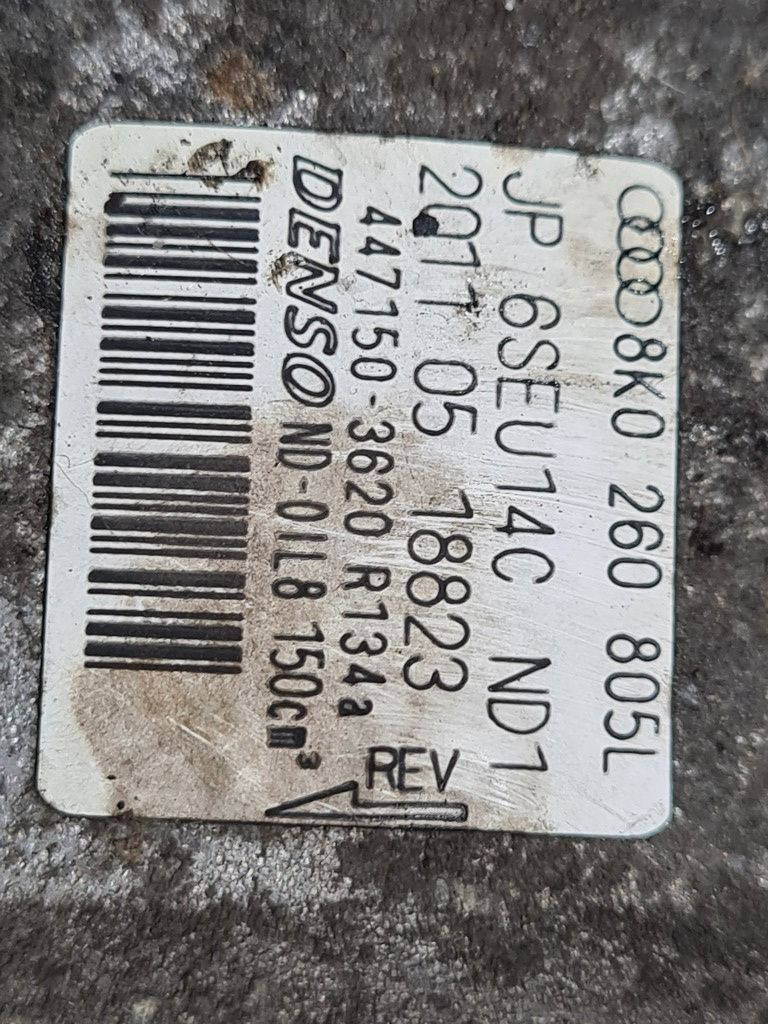 8K0 260 805L
JP 6SEU14C ND1
2011 05 18823
447150-3620 R134a
DENSO ND-OIL8 150cm³
REV